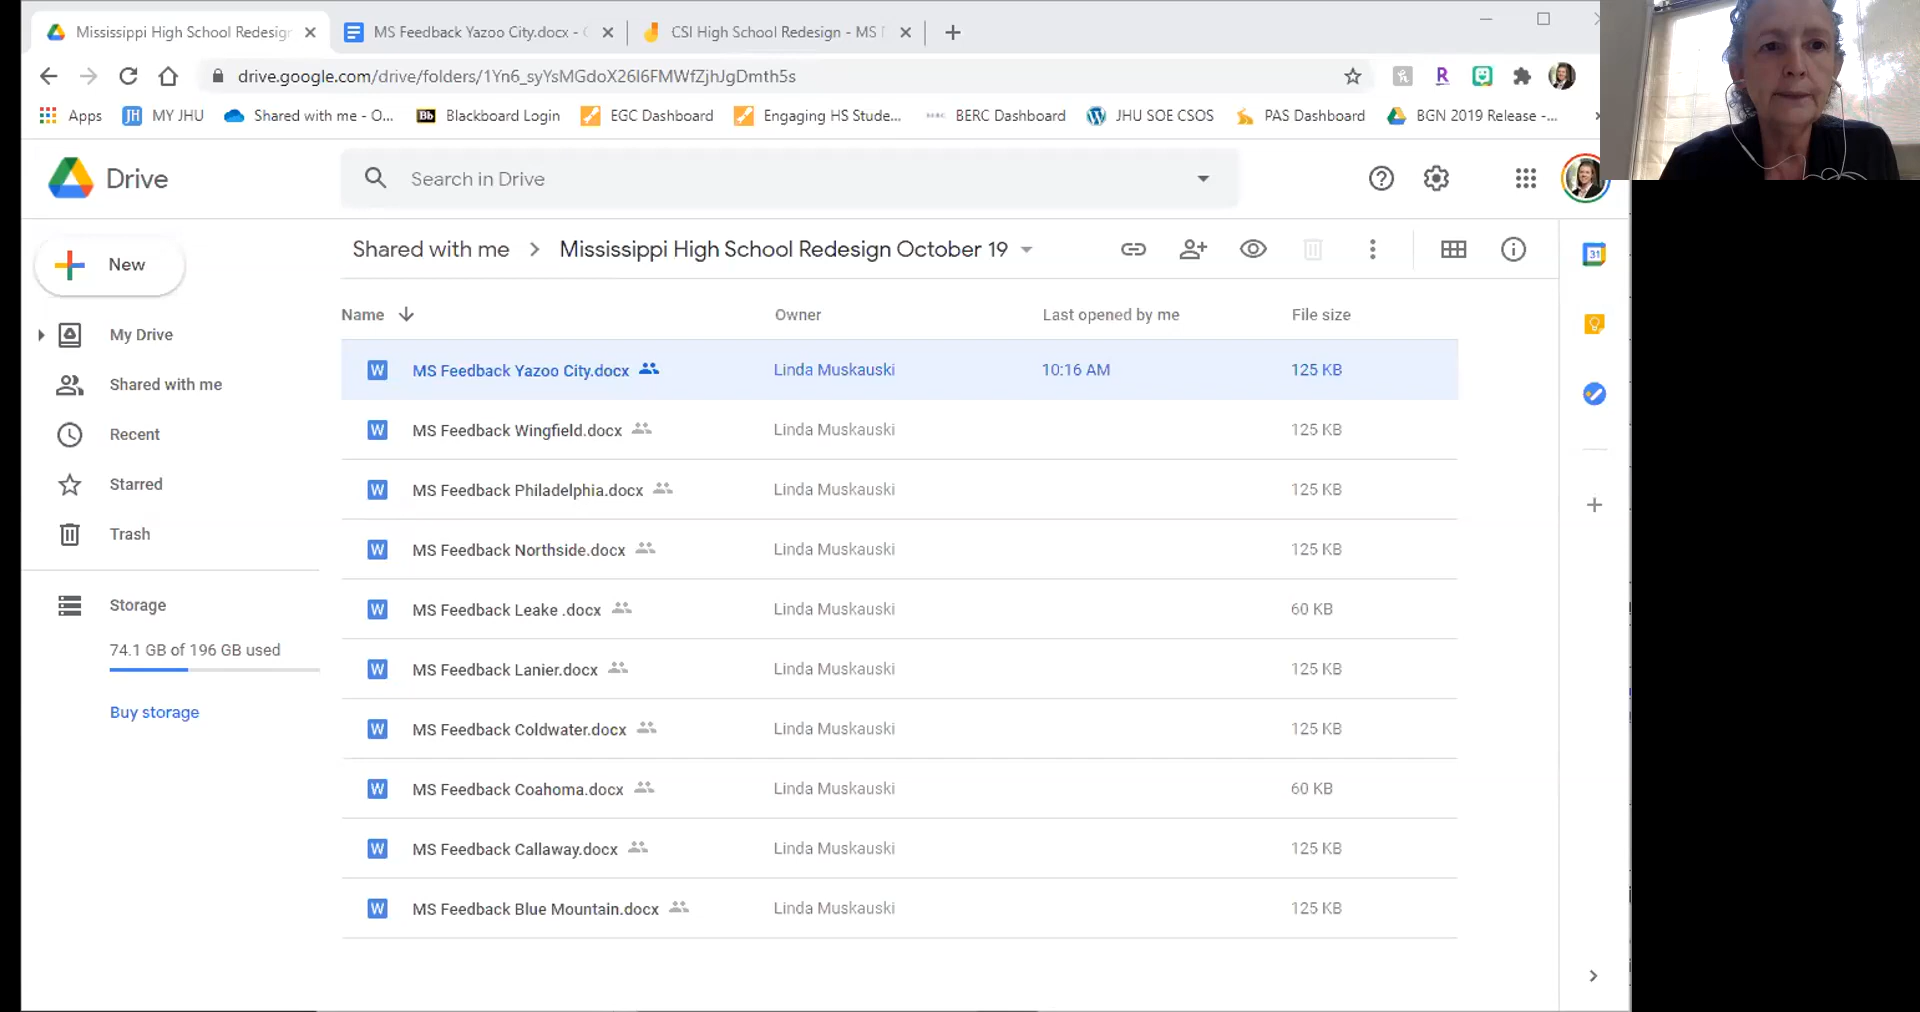 Mississippi High School Redesign
MS Feedback Yazoo City.docx -
CSI High School Redesign - MS
drive.google.com/drive/folders/1Yn6_syYsMGdoX26I6FMWfZjhJgDmth5s
Apps
JH MY JHU
Shared with me - O...
Bb Blackboard Login
EGC Dashboard
Engaging HS Stude...
BERC Dashboard
JHU SOE CSOS
PAS Dashboard
BGN 2019 Release -...
Drive
Search in Drive
New
Shared with me > Mississippi High School Redesign October 19
31
My Drive
Shared with me
Recent
Starred
Trash
Storage
74.1 GB of 196 GB used
Buy storage
Name Owner Last opened by me File size
W MS Feedback Yazoo City.docx Linda Muskauski 10:16 AM 125 KB
W MS Feedback Wingfield.docx Linda Muskauski 125 KB
W MS Feedback Philadelphia.docx Linda Muskauski 125 KB
W MS Feedback Northside.docx Linda Muskauski 125 KB
W MS Feedback Leake .docx Linda Muskauski 60 KB
W MS Feedback Lanier.docx Linda Muskauski 125 KB
W MS Feedback Coldwater.docx Linda Muskauski 125 KB
W MS Feedback Coahoma.docx Linda Muskauski 60 KB
W MS Feedback Callaway.docx Linda Muskauski 125 KB
W MS Feedback Blue Mountain.docx Linda Muskauski 125 KB